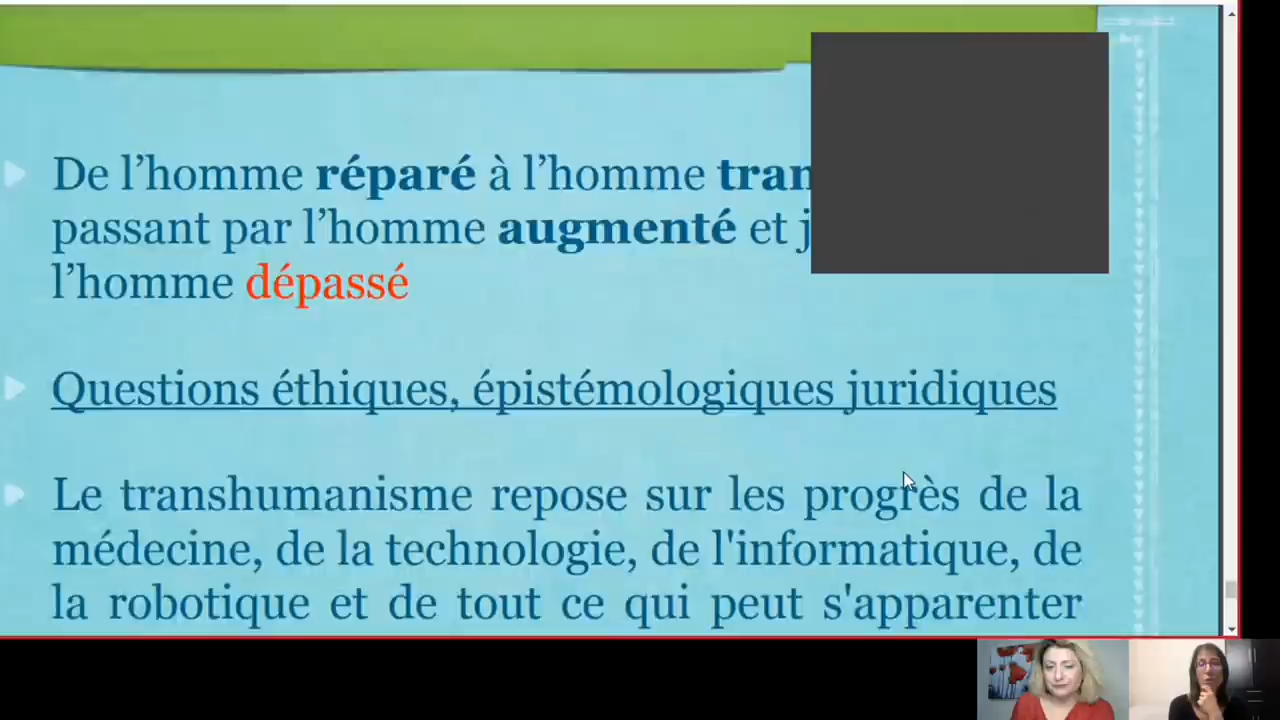 De l’homme réparé à l’homme
passant par l’homme augmenté et
l’homme dépassé
Questions éthiques, épistémologiques juridiques
Le transhumanisme repose sur les progrès de la
médecine, de la technologie, de l'informatique, de
la robotique et de tout ce qui peut s'apparenter